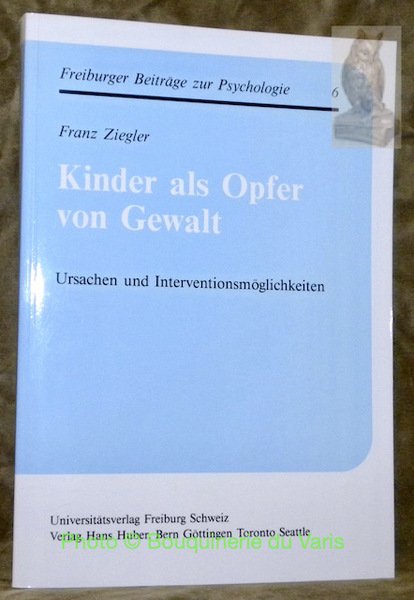 Freiburger Beiträge zur Psychologie 6
Franz Ziegler
Kinder als Opfer
von Gewalt
Ursachen und Interventionsmöglichkeiten
Universitätsverlag Freiburg Schweiz
Verlag Hans Huber, Bern Göttingen Toronto Seattle
Photo © Bouquinerie du Varis